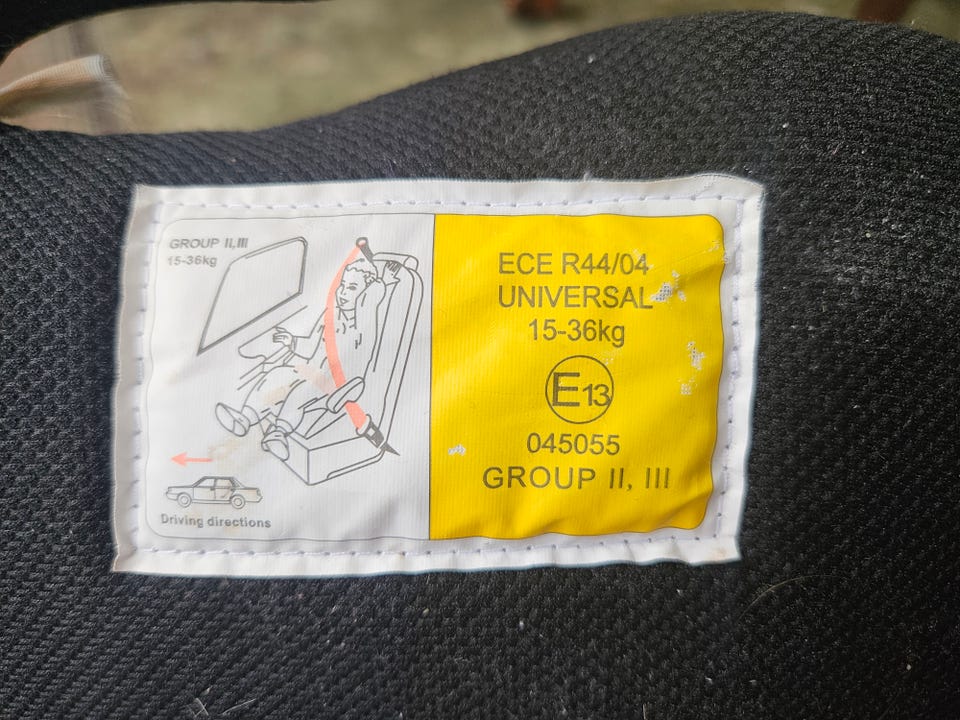 GROUP II,III
15-36kg
Driving directions
ECE R44/04
UNIVERSAL
15-36kg
E13
045055
GROUP II, III